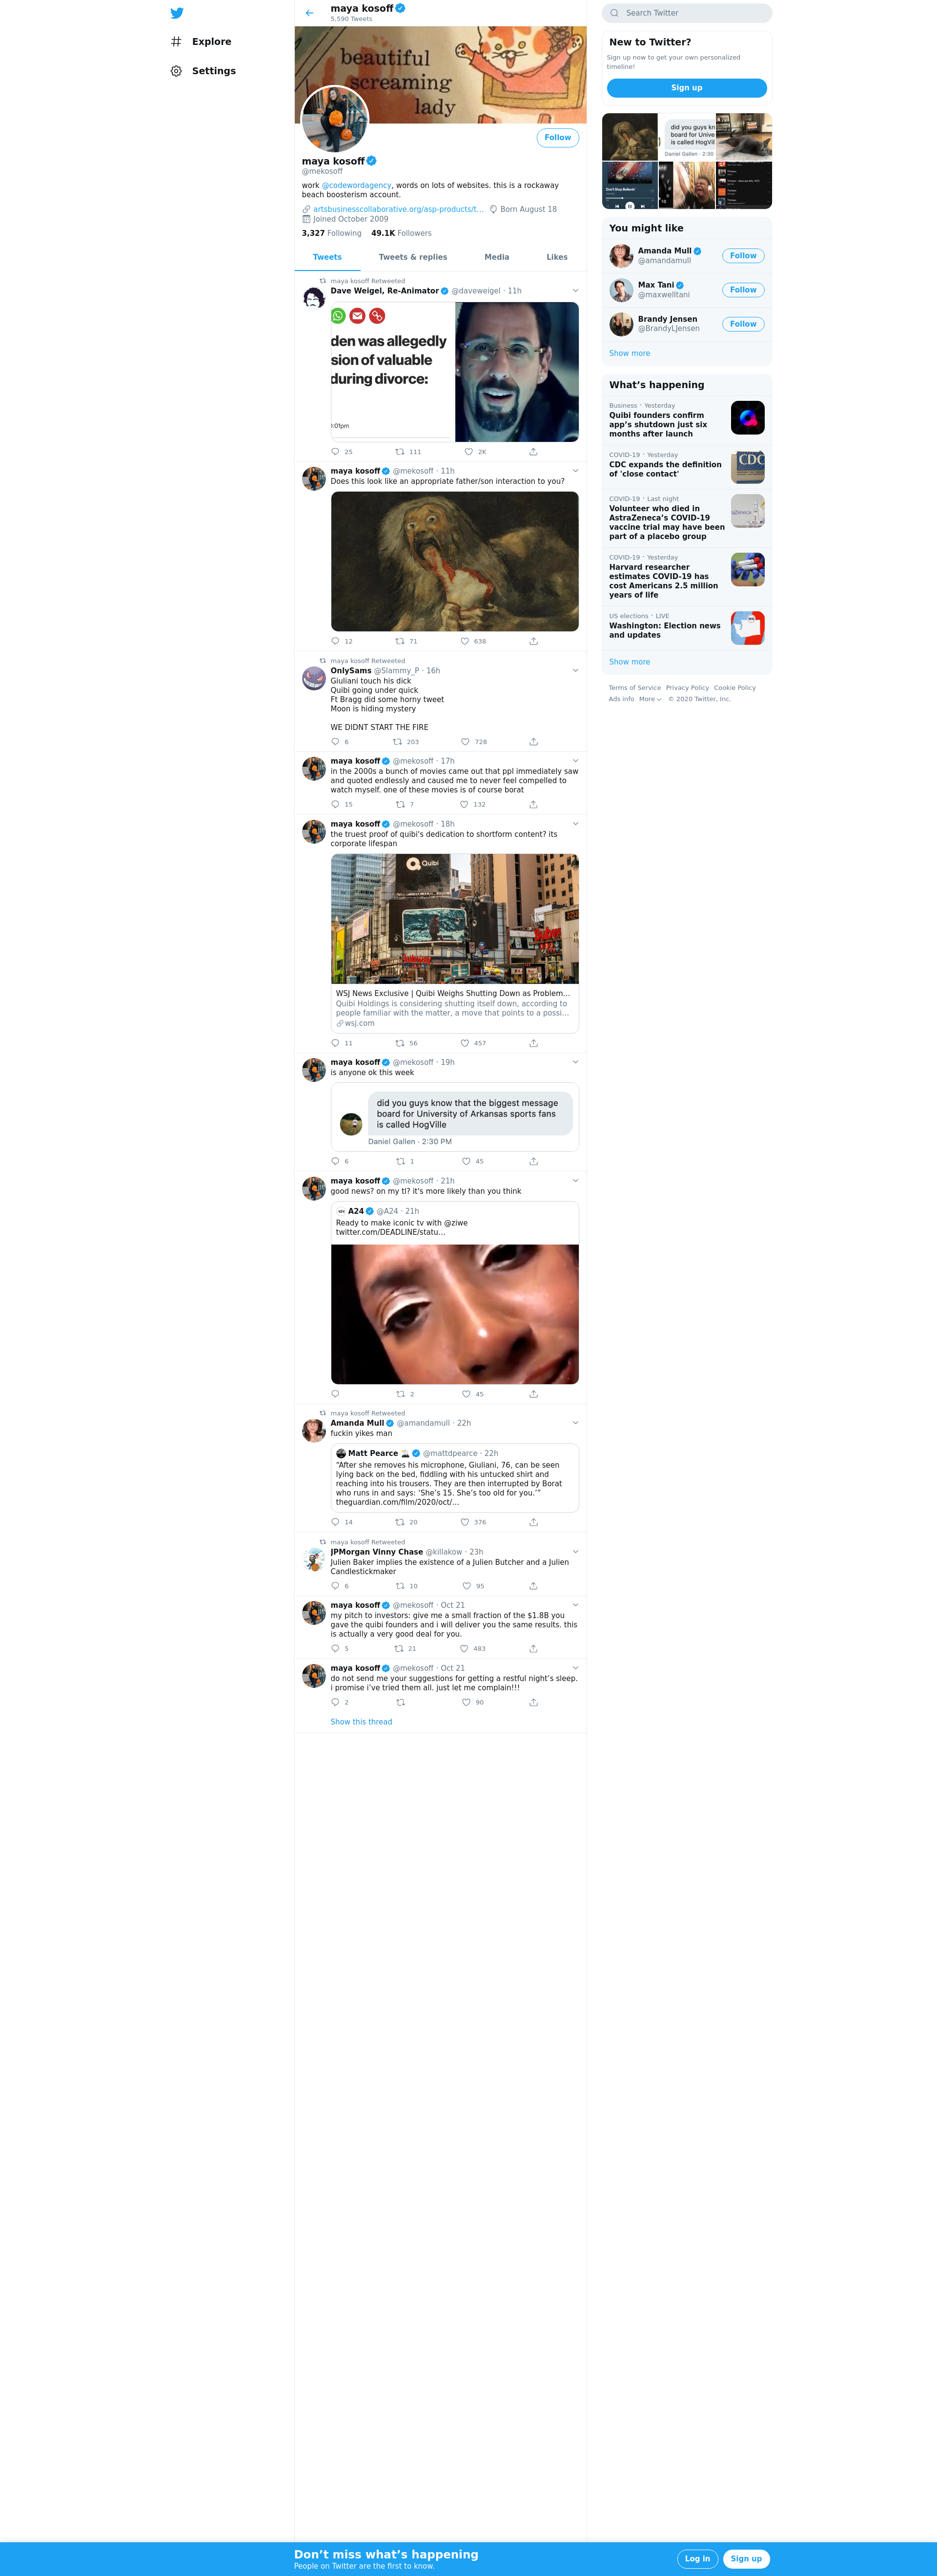 Explore
Settings
maya kosoff
5,590 Tweets
beautiful
screaming
lady
Follow
maya kosoff
@mekosoff
work @codewordagency, words on lots of websites. this is a rockaway
beach boosterism account.
artsbusinesscollaborative.org/asp-products/t… Born August 18
Joined October 2009
3,327 Following 49.1K Followers
Tweets Tweets & replies Media Likes
maya kosoff Retweeted
Dave Weigel, Re-Animator @daveweigel · 11h
den was allegedly
sion of valuable
during divorce:
:01pm
25 111 2K
maya kosoff @mekosoff · 11h
Does this look like an appropriate father/son interaction to you?
12 71 638
maya kosoff Retweeted
OnlySams @Slammy_P · 16h
Giuliani touch his dick
Quibi going under quick
Ft Bragg did some horny tweet
Moon is hiding mystery
WE DIDNT START THE FIRE
6 203 728
maya kosoff @mekosoff · 17h
in the 2000s a bunch of movies came out that ppl immediately saw
and quoted endlessly and caused me to never feel compelled to
watch myself. one of these movies is of course borat
15 7 132
maya kosoff @mekosoff · 18h
the truest proof of quibi's dedication to shortform content? its
corporate lifespan
Quibi
WSJ News Exclusive | Quibi Weighs Shutting Down as Problem…
Quibi Holdings is considering shutting itself down, according to
people familiar with the matter, a move that points to a possi…
wsj.com
11 56 457
maya kosoff @mekosoff · 19h
is anyone ok this week
did you guys know that the biggest message
board for University of Arkansas sports fans
is called HogVille
Daniel Gallen · 2:30 PM
6 1 45
maya kosoff @mekosoff · 21h
good news? on my tl? it's more likely than you think
A24 @A24 · 21h
Ready to make iconic tv with @ziwe
twitter.com/DEADLINE/statu…
2 45
maya kosoff Retweeted
Amanda Mull @amandamull · 22h
fuckin yikes man
Matt Pearce @mattdpearce · 22h
“After she removes his microphone, Giuliani, 76, can be seen
lying back on the bed, fiddling with his untucked shirt and
reaching into his trousers. They are then interrupted by Borat
who runs in and says: ‘She’s 15. She’s too old for you.’”
theguardian.com/film/2020/oct/…
14 20 376
maya kosoff Retweeted
JPMorgan Vinny Chase @killakow · 23h
Julien Baker implies the existence of a Julien Butcher and a Julien
Candlestickmaker
6 10 95
maya kosoff @mekosoff · Oct 21
my pitch to investors: give me a small fraction of the $1.8B you
gave the quibi founders and i will deliver you the same results. this
is actually a very good deal for you.
5 21 483
maya kosoff @mekosoff · Oct 21
do not send me your suggestions for getting a restful night’s sleep.
i promise i’ve tried them all. just let me complain!!!
2 90
Show this thread
Search Twitter
New to Twitter?
Sign up now to get your own personalized
timeline!
Sign up
did you guys kn
board for Unive
is called HogVil
Daniel Gallen · 2:30
You might like
Amanda Mull
@amandamull
Follow
Max Tani
@maxwelltani
Follow
Brandy Jensen
@BrandyLJensen
Follow
Show more
What’s happening
Business · Yesterday
Quibi founders confirm
app’s shutdown just six
months after launch
COVID-19 · Yesterday
CDC expands the definition
of 'close contact'
CDC
COVID-19 · Last night
Volunteer who died in
AstraZeneca’s COVID-19
vaccine trial may have been
part of a placebo group
COVID-19 · Yesterday
Harvard researcher
estimates COVID-19 has
cost Americans 2.5 million
years of life
US elections · LIVE
Washington: Election news
and updates
Show more
Terms of Service Privacy Policy Cookie Policy
Ads info More © 2020 Twitter, Inc.
Don’t miss what’s happening
People on Twitter are the first to know.
Log in
Sign up